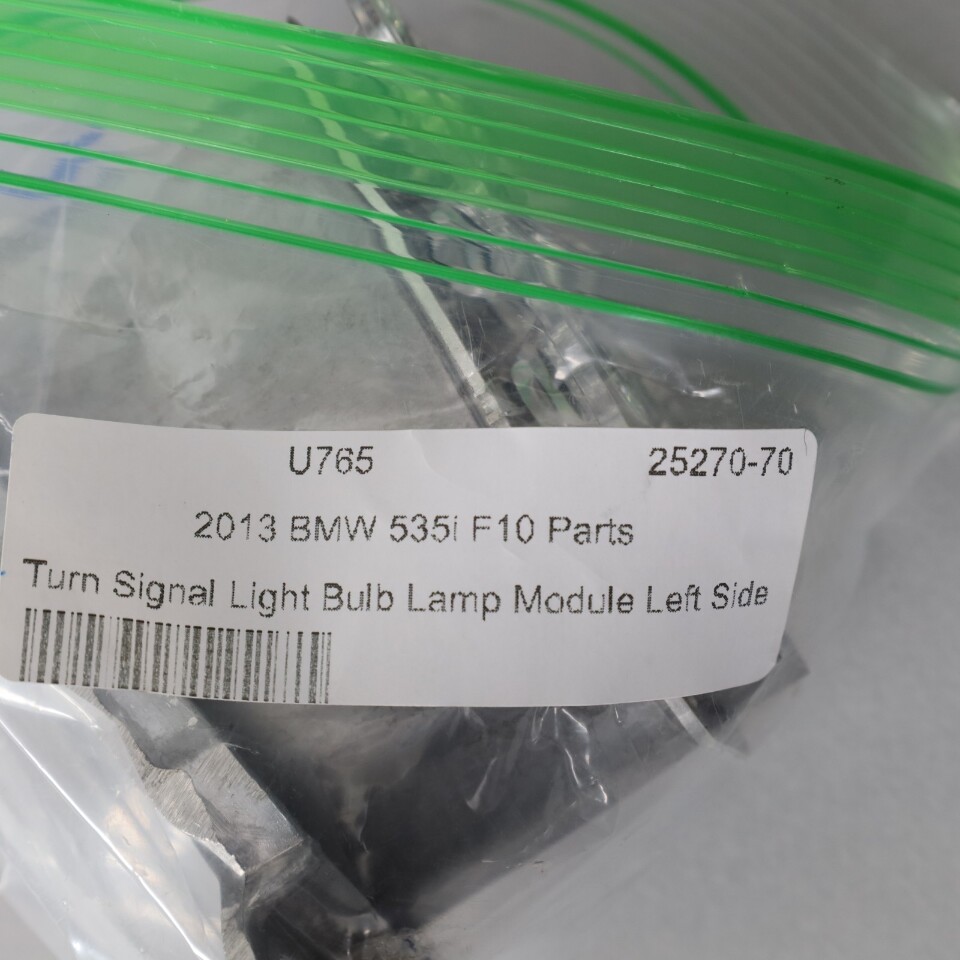 U765 25270-70
2013 BMW 535i F10 Parts
Turn Signal Light Bulb Lamp Module Left Side